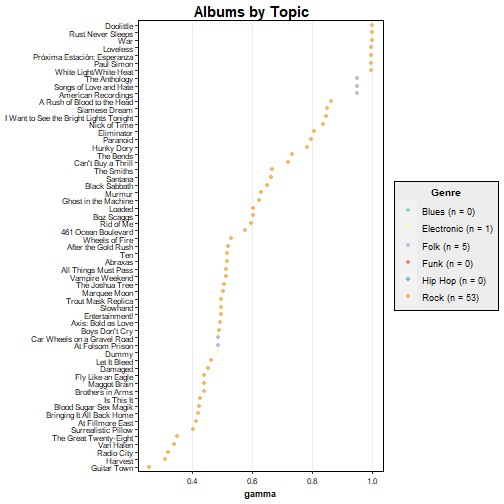 Albums by Topic
Doolittle
Rust Never Sleeps
War
Loveless
Próxima Estación: Esperanza
Paul Simon
White Light/White Heat
The Anthology
Songs of Love and Hate
American Recordings
A Rush of Blood to the Head
Siamese Dream
I Want to See the Bright Lights Tonight
Nick of Time
Eliminator
Paranoid
Hunky Dory
The Bends
Can't Buy a Thrill
The Smiths
Santana
Black Sabbath
Murmur
Ghost in the Machine
Loaded
Boz Scaggs
Rid of Me
461 Ocean Boulevard
Wheels of Fire
After the Gold Rush
Ten
Abraxas
All Things Must Pass
Vampire Weekend
The Joshua Tree
Marquee Moon
Trout Mask Replica
Slowhand
Entertainment!
Axis: Bold as Love
Boys Don't Cry
Car Wheels on a Gravel Road
At Folsom Prison
Dummy
Let It Bleed
Damaged
Fly Like an Eagle
Maggot Brain
Brothers in Arms
Is This It
Blood Sugar Sex Magik
Bringing It All Back Home
At Fillmore East
Surrealistic Pillow
The Great Twenty-Eight
Van Halen
Radio City
Harvest
Guitar Town
0.4 0.6 0.8 1.0
gamma
Genre
Blues (n = 0)
Electronic (n = 1)
Folk (n = 5)
Funk (n = 0)
Hip Hop (n = 0)
Rock (n = 53)